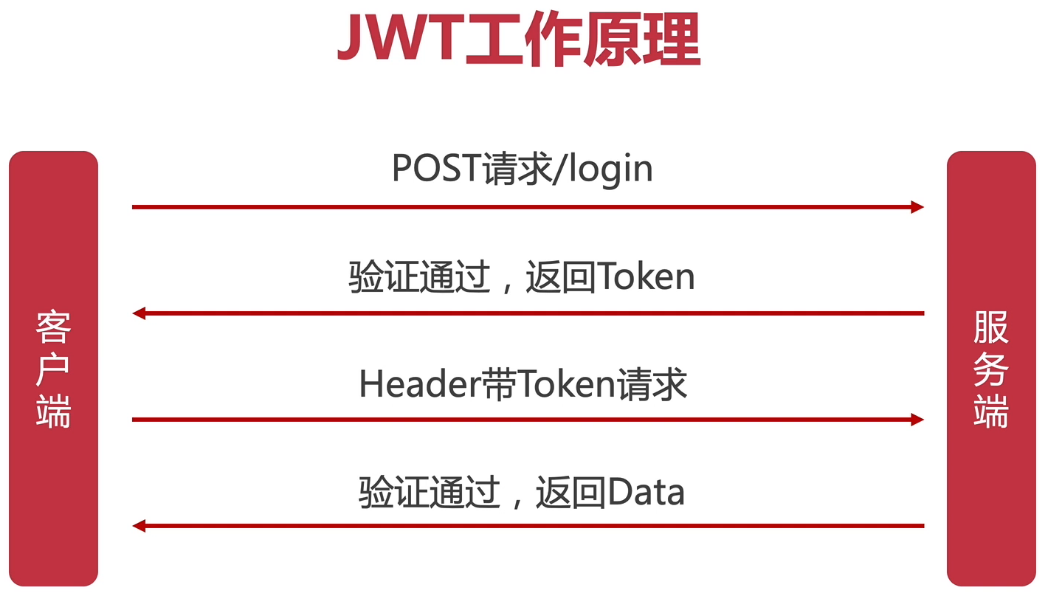 JWT工作原理
POST请求/login
验证通过，返回Token
Header带Token请求
验证通过，返回Data
客户端
服务端